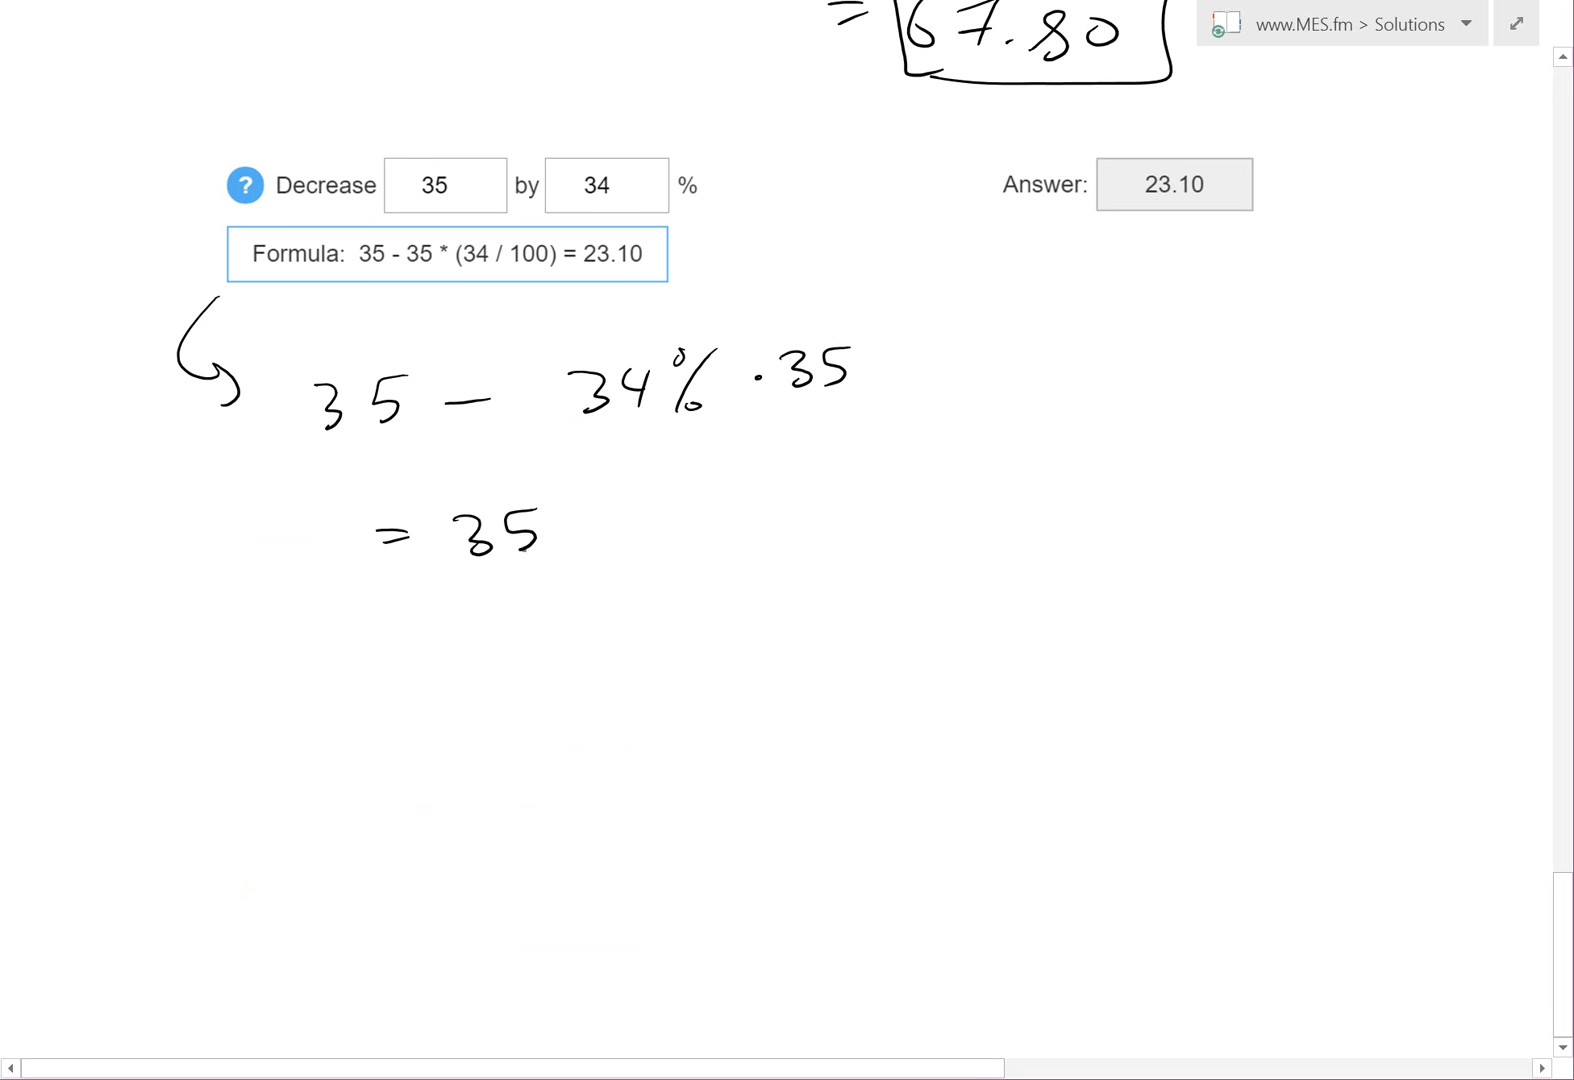 = 67.80
www.MES.fm > Solutions
? Decrease 35 by 34 % Answer: 23.10
Formula: 35 - 35 * (34 / 100) = 23.10
35 - 34% · 35
= 35